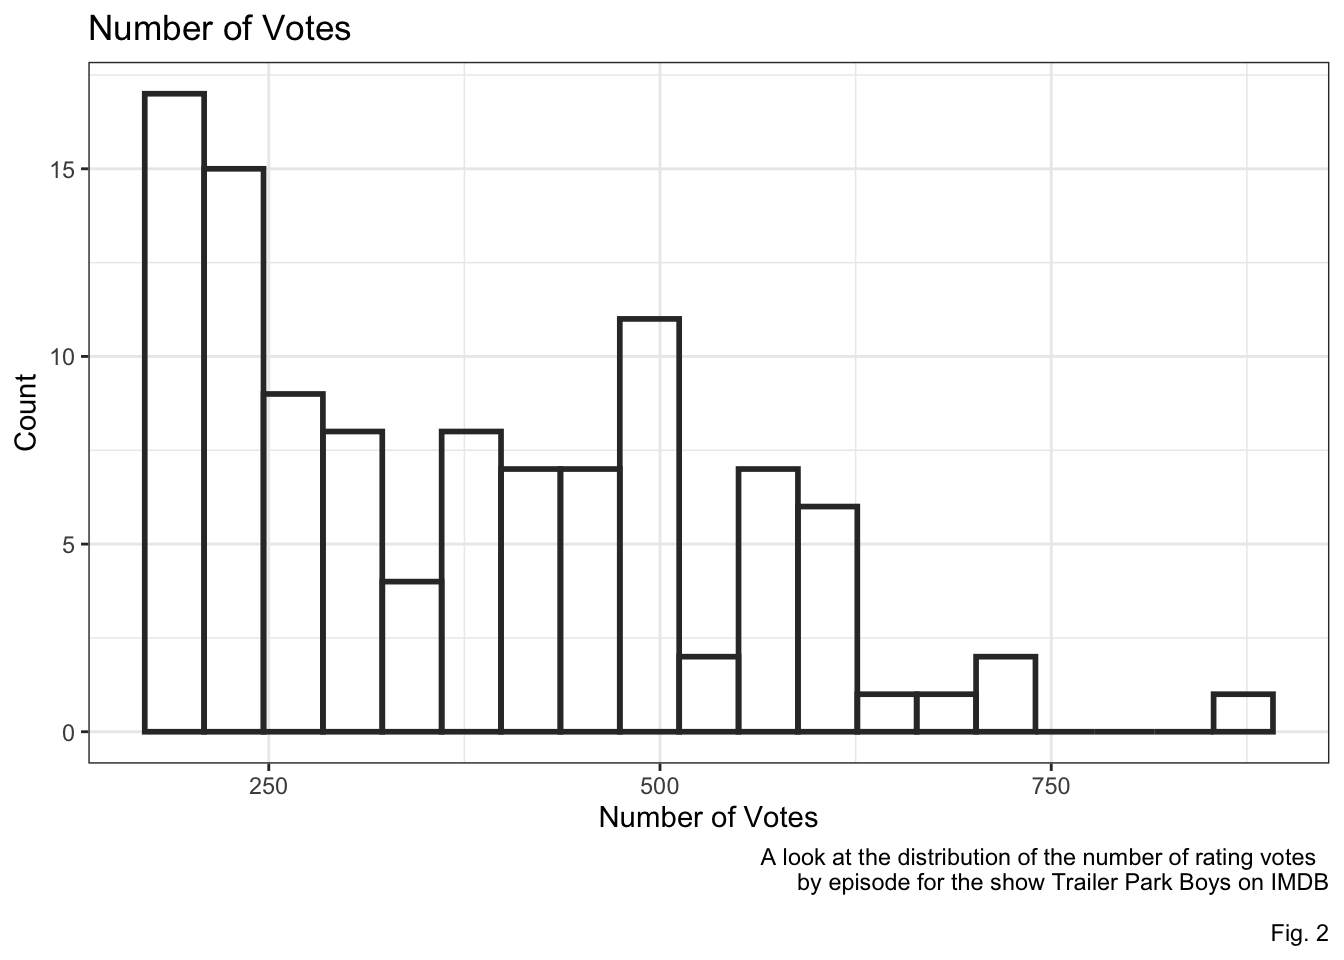 Number of Votes
15
10
5
0
Count
250
500
750
Number of Votes
A look at the distribution of the number of rating votes
by episode for the show Trailer Park Boys on IMDB
Fig. 2